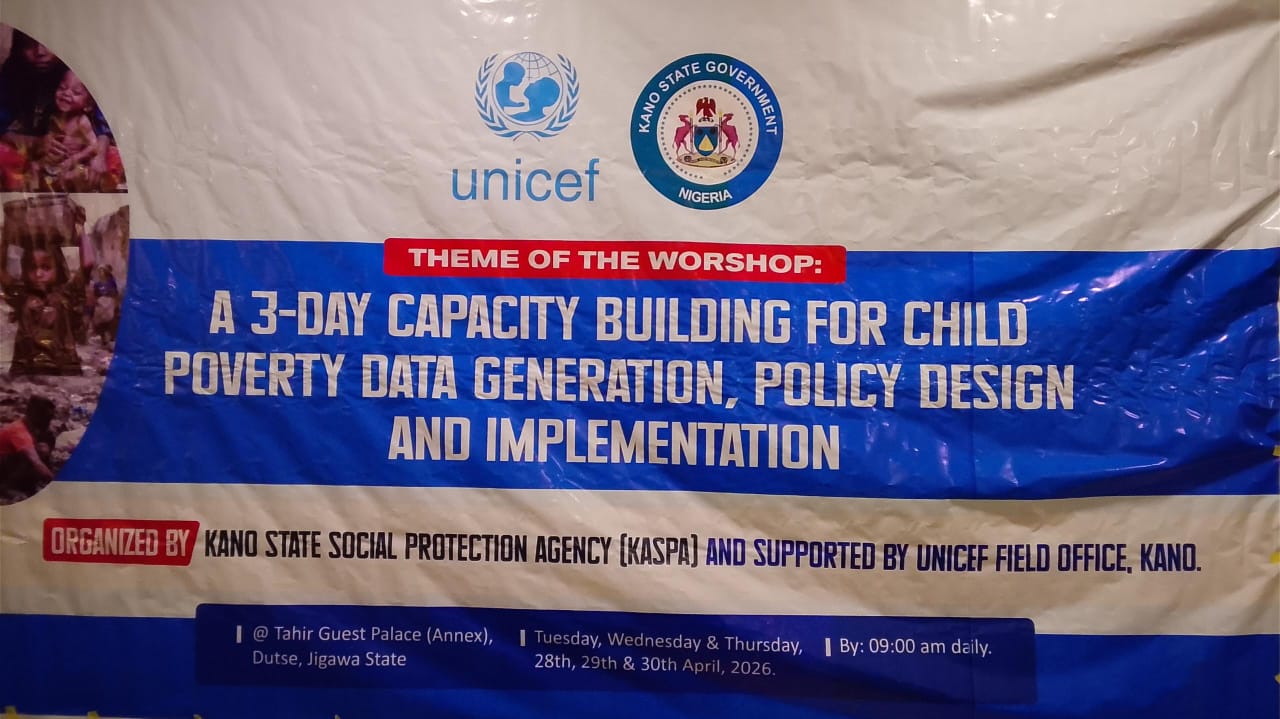 unicef
KANO STATE GOVERNMENT
NIGERIA
THEME OF THE WORSHOP:
A 3-DAY CAPACITY BUILDING FOR CHILD
POVERTY DATA GENERATION, POLICY DESIGN
AND IMPLEMENTATION
ORGANIZED BY KANO STATE SOCIAL PROTECTION AGENCY (KASPA) AND SUPPORTED BY UNICEF FIELD OFFICE, KANO.
@ Tahir Guest Palace (Annex),
Dutse, Jigawa State
Tuesday, Wednesday & Thursday,
28th, 29th & 30th April, 2026.
By: 09:00 am daily.